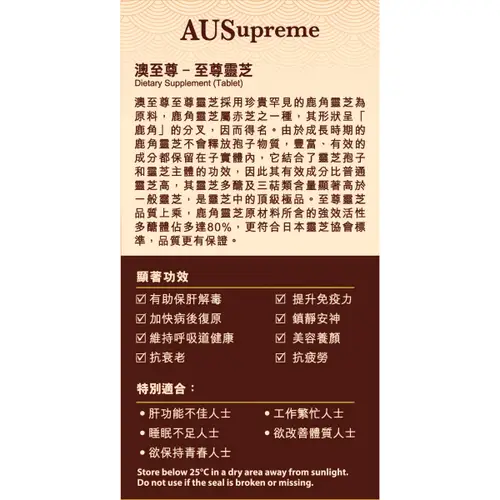 AUSupreme
澳至尊 – 至尊靈芝
Dietary Supplement (Tablet)
澳至尊至尊靈芝採用珍貴罕見的鹿角靈芝為
原料，鹿角靈芝屬赤芝之一種，其形狀呈「
鹿角」的分叉，因而得名。由於成長時期的
鹿角靈芝不會釋放孢子物質，豐富、有效的
成分都保留在子實體內，它結合了靈芝孢子
和靈芝主體的功效，因此其有效成分比普通
靈芝高，其靈芝多醣及三萜類含量顯著高於
一般靈芝，是靈芝中的頂級極品。至尊靈芝
品質上乘，鹿角靈芝原材料所含的強效活性
多醣體佔多達80%，更符合日本靈芝協會標
準，品質更有保證。
顯著功效
☑ 有助保肝解毒 ☑ 提升免疫力
☑ 加快病後復原 ☑ 鎮靜安神
☑ 維持呼吸道健康 ☑ 美容養顏
☑ 抗衰老 ☑ 抗疲勞
特別適合：
• 肝功能不佳人士 • 工作繁忙人士
• 睡眠不足人士 • 欲改善體質人士
• 欲保持青春人士
Store below 25°C in a dry area away from sunlight.
Do not use if the seal is broken or missing.